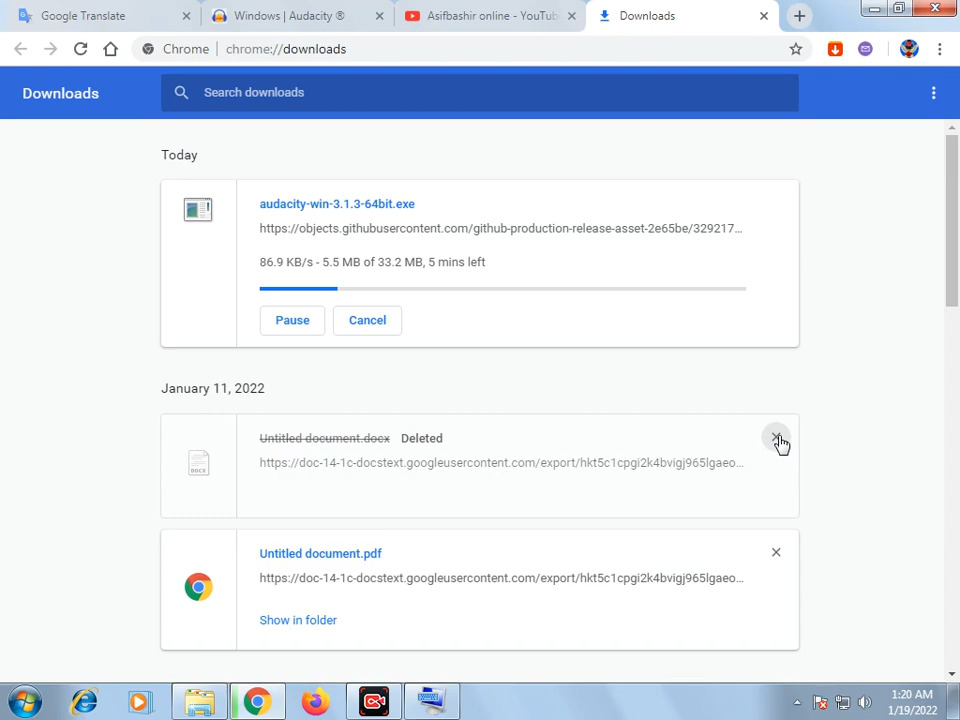 Google Translate
Windows | Audacity ®
Asifbashir online - YouTub
Downloads
Chrome
chrome://downloads
Downloads
Search downloads
Today
audacity-win-3.1.3-64bit.exe
https://objects.githubusercontent.com/github-production-release-asset-2e65be/329217...
86.9 KB/s - 5.5 MB of 33.2 MB, 5 mins left
Pause
Cancel
January 11, 2022
Untitled document.docx Deleted
https://doc-14-1c-docstext.googleusercontent.com/export/hkt5c1cpgi2k4bvigj965lgaeo...
DOCX
Untitled document.pdf
https://doc-14-1c-docstext.googleusercontent.com/export/hkt5c1cpgi2k4bvigj965lgaeo...
Show in folder
1:20 AM
1/19/2022